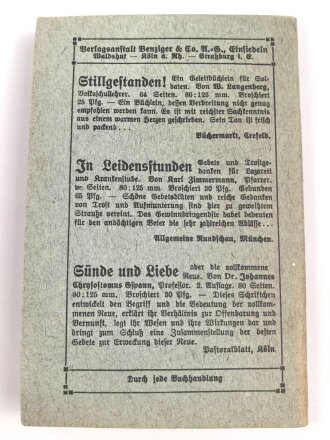 Verlagsanstalt Benziger & Co. A.-G., Einsiedeln
Waldshut — Köln a. Rh. — Straßburg i. E.
Stillgestanden! Ein Geleitbüchlein für Sol-
daten. Von W. Langenberg,
Volksschullehrer. 64 Seiten. 80:125 mm. Broschiert
25 Pfg. — Ein Büchlein, dessen Verbreitung nicht genug
empfohlen werden kann. Es ist mit reichster Sachkenntnis
aus einem warmen Herzen geschrieben. Sein Ton ist frisch
und packend...
Büchermarkt, Crefeld.
In Leidensstunden Gebete und Trostge-
danken für Lazarett
und Krankenstube. Von Karl Zimmermann, Pfarrer.
Seiten. 80:125 mm. Broschiert 30 Pfg. Gebunden
65 Pfg. — Schöne Gebetsblüten und reiche Gedanken
von Trost und Aufmunterung sind hier zu geweihtem
Strauße vereint. Das Gewinnbringendste dabei bedeuten
für den andächtigen Beter die sehr zahlreichen Ablässe...
Allgemeine Rundschau, München.
Sünde und Liebe oder die vollkommene
Reue. Von Dr. Johannes
Chrysostomus Gspann, Professor. 2. Auflage. 80 Seiten.
80:125 mm. Broschiert 30 Pfg. — Dieses Schriftchen
entwickelt den Begriff und die Bedeutung der vollkom-
menen Reue, erklärt ihr Verhältnis zur Offenbarung und
Vernunft, legt ihr Wesen und ihre Wirkungen dar und
bringt zum Schluß eine Zusammenstellung der besten
Gebete zur Erweckung dieser Reue.
Pastoralblatt, Köln.
Durch jede Buchhandlung